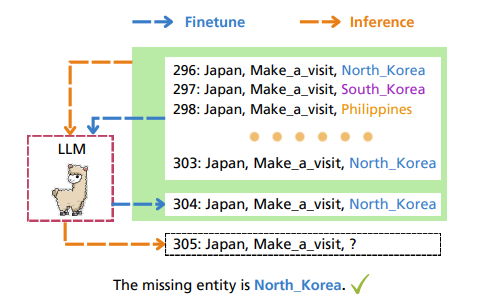 Finetune
Inference
296: Japan, Make_a_visit, North_Korea
297: Japan, Make_a_visit, South_Korea
298: Japan, Make_a_visit, Philippines
303: Japan, Make_a_visit, North_Korea
LLM
304: Japan, Make_a_visit, North_Korea
305: Japan, Make_a_visit, ?
The missing entity is North_Korea.